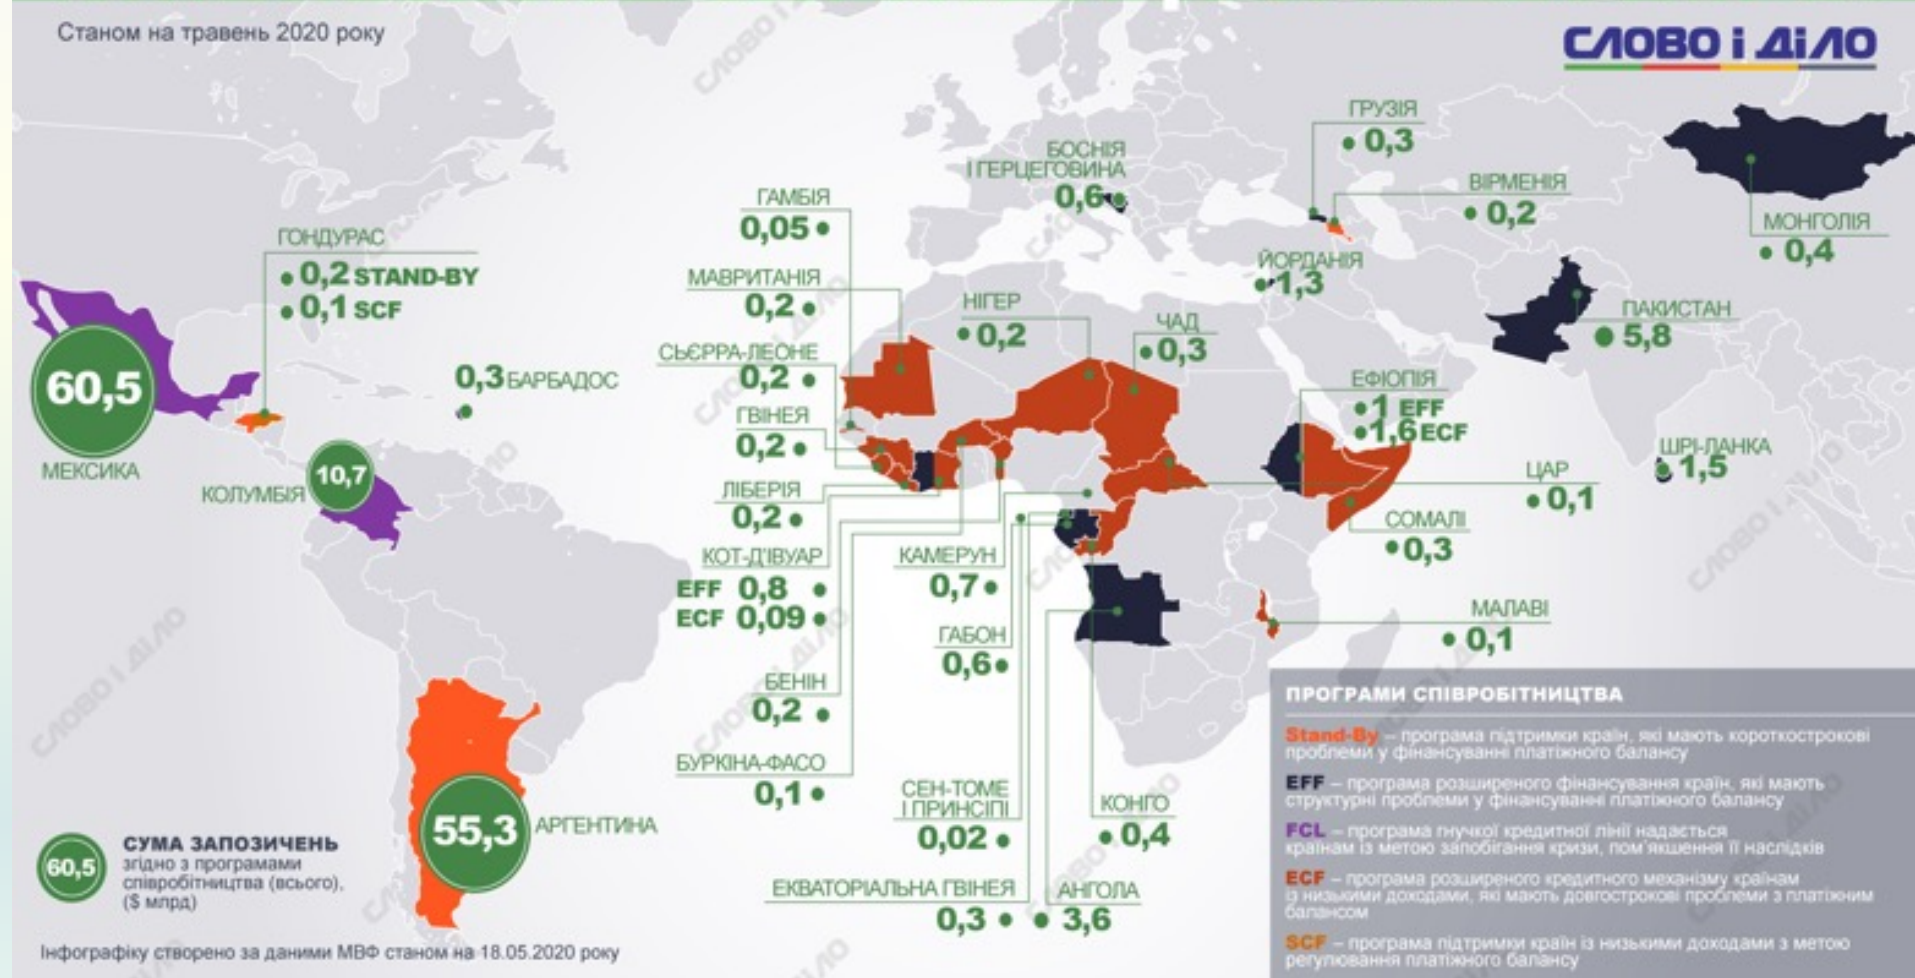 Станом на травень 2020 року
СЛОВО і ДіЛО
ГРУЗІЯ
0,3
БОСНІЯ
І ГЕРЦЕГОВИНА
0,6
ВІРМЕНІЯ
0,2
МОНГОЛІЯ
0,4
ГАМБІЯ
0,05
ГОНДУРАС
0,2 STAND-BY
0,1 SCF
МАВРИТАНІЯ
0,2
НІГЕР
0,2
ЧАД
0,3
ЙОРДАНІЯ
1,3
ПАКИСТАН
5,8
60,5
МЕКСИКА
0,3 БАРБАДОС
СЬЄРРА-ЛЕОНЕ
0,2
ЕФІОПІЯ
1 EFF
1,6 ECF
ГВІНЕЯ
0,2
ШРІ-ЛАНКА
1,5
КОЛУМБІЯ
10,7
ЛІБЕРІЯ
0,2
ЦАР
0,1
СОМАЛІ
0,3
КОТ-Д'ІВУАР
EFF 0,8
ECF 0,09
КАМЕРУН
0,7
МАЛАВІ
0,1
ГАБОН
0,6
БЕНІН
0,2
БУРКІНА-ФАСО
0,1
СЕН-ТОМЕ
І ПРИНСІПІ
0,02
КОНГО
0,4
55,3
АРГЕНТИНА
ЕКВАТОРІАЛЬНА ГВІНЕЯ
0,3
АНГОЛА
3,6
60,5
СУМА ЗАПОЗИЧЕНЬ
згідно з програмами
співробітництва (всього),
($ млрд)
Інфографіку створено за даними МВФ станом на 18.05.2020 року
ПРОГРАМИ СПІВРОБІТНИЦТВА
Stand-By – програма підтримки країн, які мають короткострокові
проблеми у фінансуванні платіжного балансу
EFF – програма розширеного фінансування країн, які мають
структурні проблеми у фінансуванні платіжного балансу
FCL – програма гнучкої кредитної лінії надається
країнам із метою запобігання кризи, пом'якшення її наслідків
ECF – програма розширеного кредитного механізму країнам
із низькими доходами, які мають довгострокові проблеми з платіжним
балансом
SCF – програма підтримки країн із низькими доходами з метою
регулювання платіжного балансу